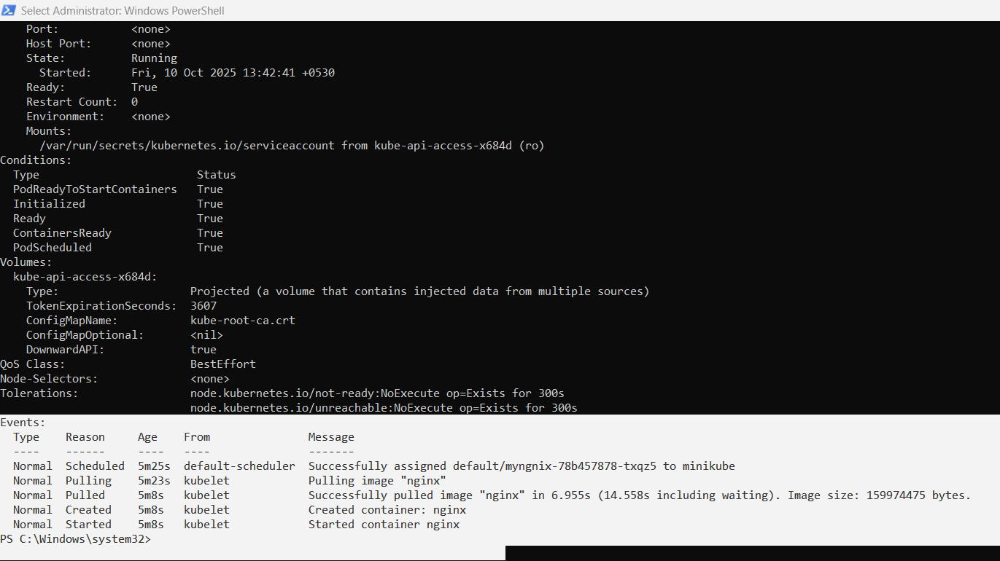 Select Administrator: Windows PowerShell
    Port:           <none>
    Host Port:      <none>
    State:          Running
      Started:      Fri, 10 Oct 2025 13:42:41 +0530
    Ready:          True
    Restart Count:  0
    Environment:    <none>
    Mounts:
      /var/run/secrets/kubernetes.io/serviceaccount from kube-api-access-x684d (ro)
Conditions:
  Type                        Status
  PodReadyToStartContainers   True
  Initialized                 True
  Ready                       True
  ContainersReady             True
  PodScheduled                True
Volumes:
  kube-api-access-x684d:
    Type:                    Projected (a volume that contains injected data from multiple sources)
    TokenExpirationSeconds:  3607
    ConfigMapName:           kube-root-ca.crt
    ConfigMapOptional:       <nil>
    DownwardAPI:             true
QoS Class:                   BestEffort
Node-Selectors:              <none>
Tolerations:                 node.kubernetes.io/not-ready:NoExecute op=Exists for 300s
                             node.kubernetes.io/unreachable:NoExecute op=Exists for 300s
Events:
  Type    Reason     Age    From               Message
  ----    ------     ----   ----               -------
  Normal  Scheduled  5m25s  default-scheduler  Successfully assigned default/myngnix-78b457878-txqz5 to minikube
  Normal  Pulling    5m23s  kubelet            Pulling image "nginx"
  Normal  Pulled     5m8s   kubelet            Successfully pulled image "nginx" in 6.955s (14.558s including waiting). Image size: 159974475 bytes.
  Normal  Created    5m8s   kubelet            Created container: nginx
  Normal  Started    5m8s   kubelet            Started container nginx
PS C:\Windows\system32>